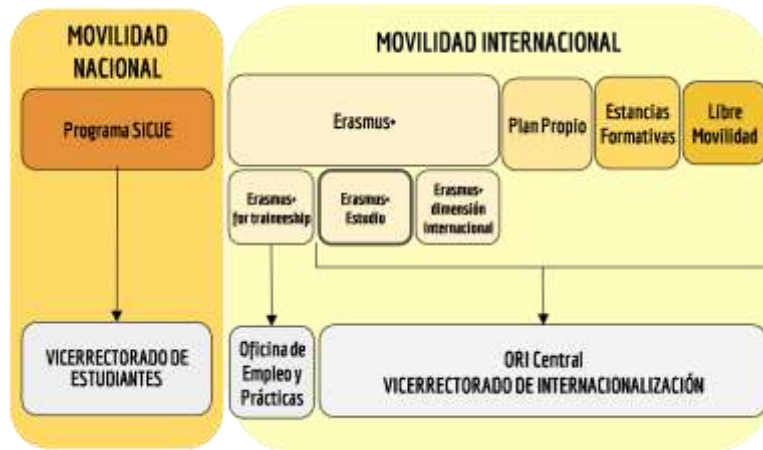 MOVILIDAD
NACIONAL
Programa SICUE
VICERRECTORADO DE
ESTUDIANTES
MOVILIDAD INTERNACIONAL
Erasmus+
Plan Propio
Estancias
Formativas
Libre
Movilidad
Erasmus+
for traineeship
Erasmus+
Estudio
Erasmus+
dimensión
internacional
Oficina de
Empleo y
Prácticas
ORI Central
VICERRECTORADO DE INTERNACIONALIZACIÓN